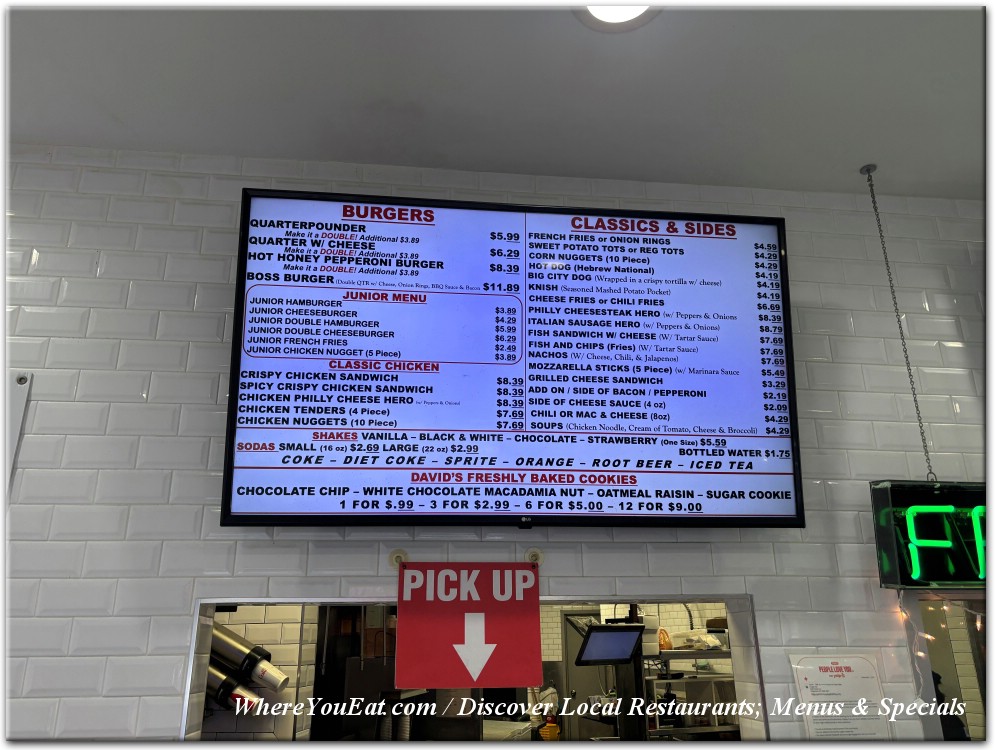 BURGERS
QUARTERPOUNDER $5.99
Make it a DOUBLE! Additional $3.89
QUARTER W/ CHEESE $6.29
Make it a DOUBLE! Additional $3.89
HOT HONEY PEPPERONI BURGER $8.39
Make it a DOUBLE! Additional $3.89
BOSS BURGER (Double QTR w/ Cheese, Onion Rings, BBQ Sauce & Bacon $11.89
JUNIOR MENU
JUNIOR HAMBURGER $3.89
JUNIOR CHEESEBURGER $4.29
JUNIOR DOUBLE HAMBURGER $5.99
JUNIOR DOUBLE CHEESEBURGER $6.29
JUNIOR FRENCH FRIES $2.49
JUNIOR CHICKEN NUGGET (5 Piece) $3.89
CLASSIC CHICKEN
CRISPY CHICKEN SANDWICH $8.39
SPICY CRISPY CHICKEN SANDWICH $8.39
CHICKEN PHILLY CHEESE HERO (w/ Peppers & Onions) $8.39
CHICKEN TENDERS (4 Piece) $7.69
CHICKEN NUGGETS (10 Piece) $7.69
CLASSICS & SIDES
FRENCH FRIES or ONION RINGS $4.59
SWEET POTATO TOTS or REG TOTS $4.29
CORN NUGGETS (10 Piece) $4.29
HOT DOG (Hebrew National) $4.19
BIG CITY DOG (Wrapped in a crispy tortilla w/ cheese) $4.19
KNISH (Seasoned Mashed Potato Pocket) $4.19
CHEESE FRIES or CHILI FRIES $6.69
PHILLY CHEESESTEAK HERO (w/ Peppers & Onions $8.39
ITALIAN SAUSAGE HERO (w/ Peppers & Onions) $8.79
FISH SANDWICH W/ CHEESE (W/ Tartar Sauce) $7.69
FISH AND CHIPS (Fries) (W/ Tartar Sauce) $7.69
NACHOS (W/ Cheese, Chili, & Jalapenos) $7.69
MOZZARELLA STICKS (5 Piece) (w/ Marinara Sauce $5.49
GRILLED CHEESE SANDWICH $3.29
ADD ON / SIDE OF BACON / PEPPERONI $2.19
SIDE OF CHEESE SAUCE (4 oz) $2.09
CHILI OR MAC & CHEESE (8oz) $4.29
SOUPS (Chicken Noodle, Cream of Tomato, Cheese & Broccoli) $4.29
SHAKES VANILLA – BLACK & WHITE – CHOCOLATE – STRAWBERRY (One Size) $5.59
SODAS SMALL (16 oz) $2.69 LARGE (22 oz) $2.99 BOTTLED WATER $1.75
COKE – DIET COKE – SPRITE – ORANGE – ROOT BEER – ICED TEA
DAVID'S FRESHLY BAKED COOKIES
CHOCOLATE CHIP – WHITE CHOCOLATE MACADAMIA NUT – OATMEAL RAISIN – SUGAR COOKIE
1 FOR $.99 – 3 FOR $2.99 – 6 FOR $5.00 – 12 FOR $9.00
LG
PICK UP
PEOPLE LOVE YOU
WhereYouEat.com / Discover Local Restaurants; Menus & Specials